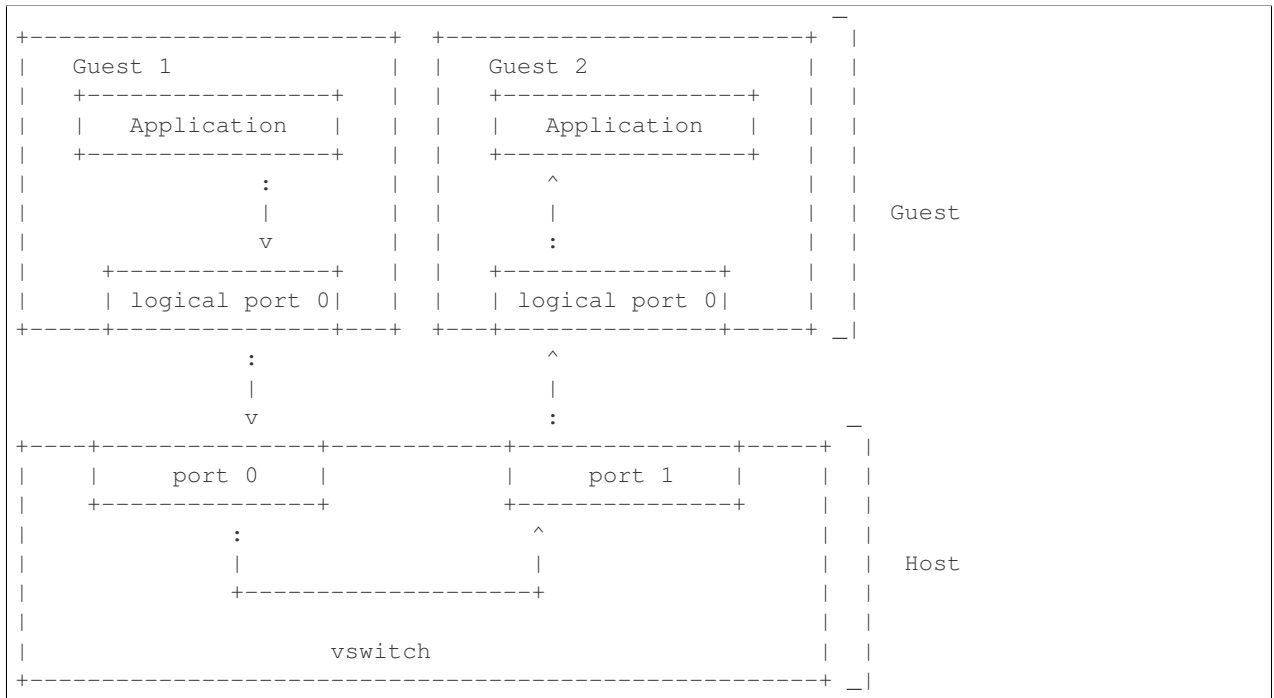 Guest 1 Guest 2
Application Application
Guest
logical port 0 logical port 0
port 0 port 1
Host
vswitch